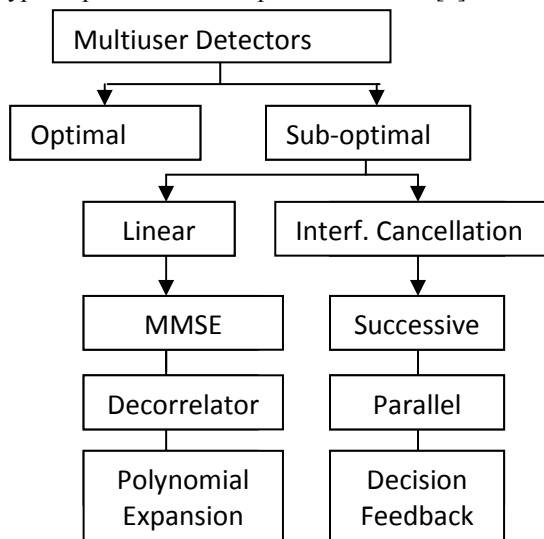 Multiuser Detectors
Optimal
Sub-optimal
Linear
Interf. Cancellation
MMSE
Successive
Decorrelator
Parallel
Polynomial
Expansion
Decision
Feedback